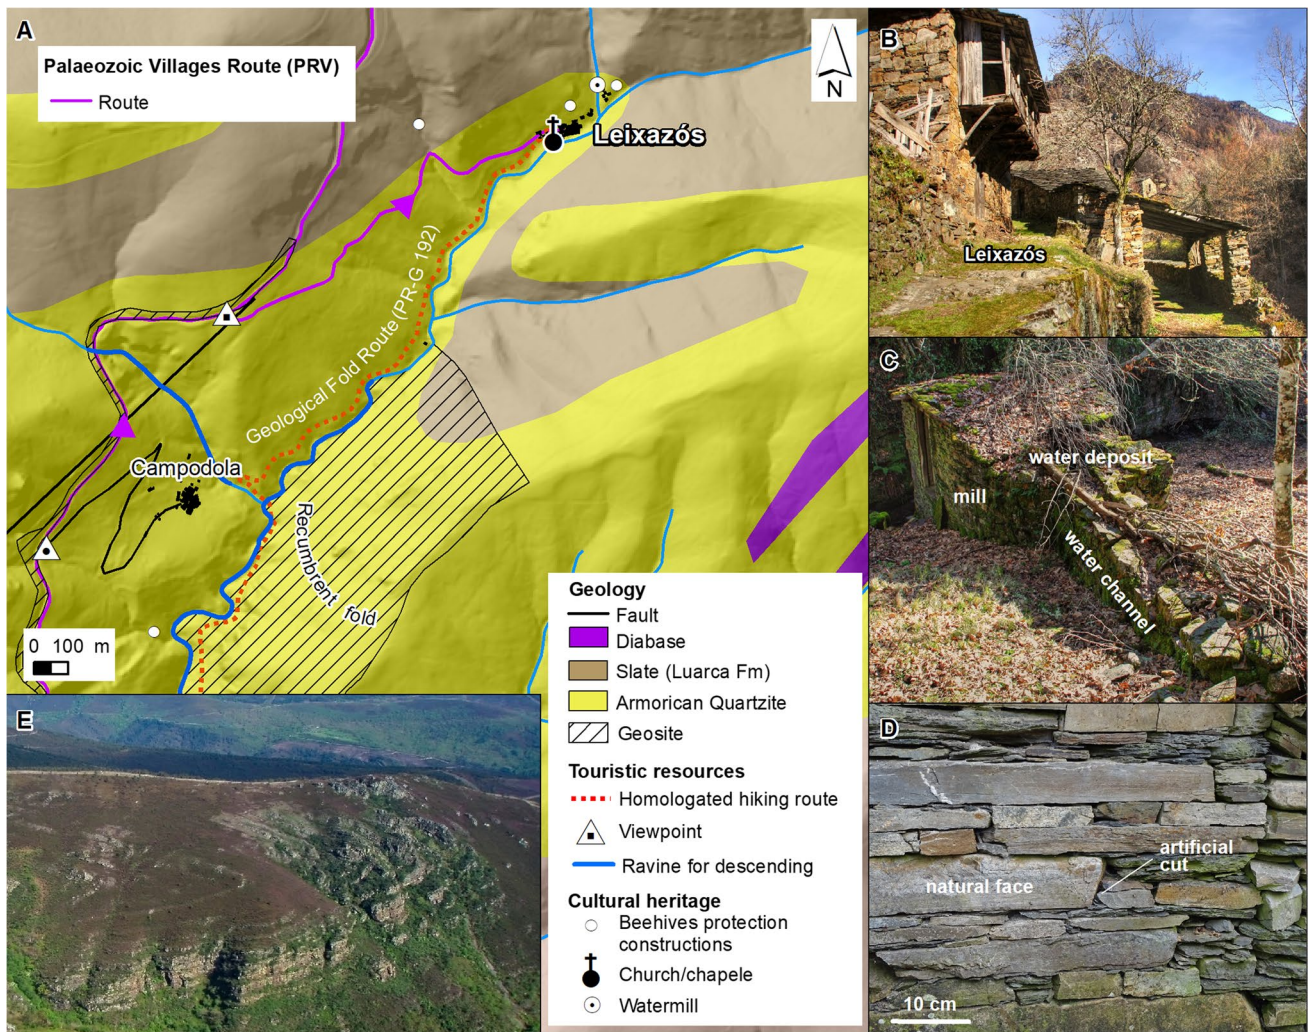 A
Palaeozoic Villages Route (PRV)
Route
N
Leixazós
Geological Fold Route (PR-G 192)
Campodola
Recumbrent fold
0 100 m
Geology
Fault
Diabase
Slate (Luarca Fm)
Armorican Quartzite
Geosite
Touristic resources
Homologated hiking route
Viewpoint
Ravine for descending
Cultural heritage
Beehives protection
constructions
Church/chapele
Watermill
B
Leixazós
C
water deposit
mill
water channel
D
artificial
cut
natural face
10 cm
E